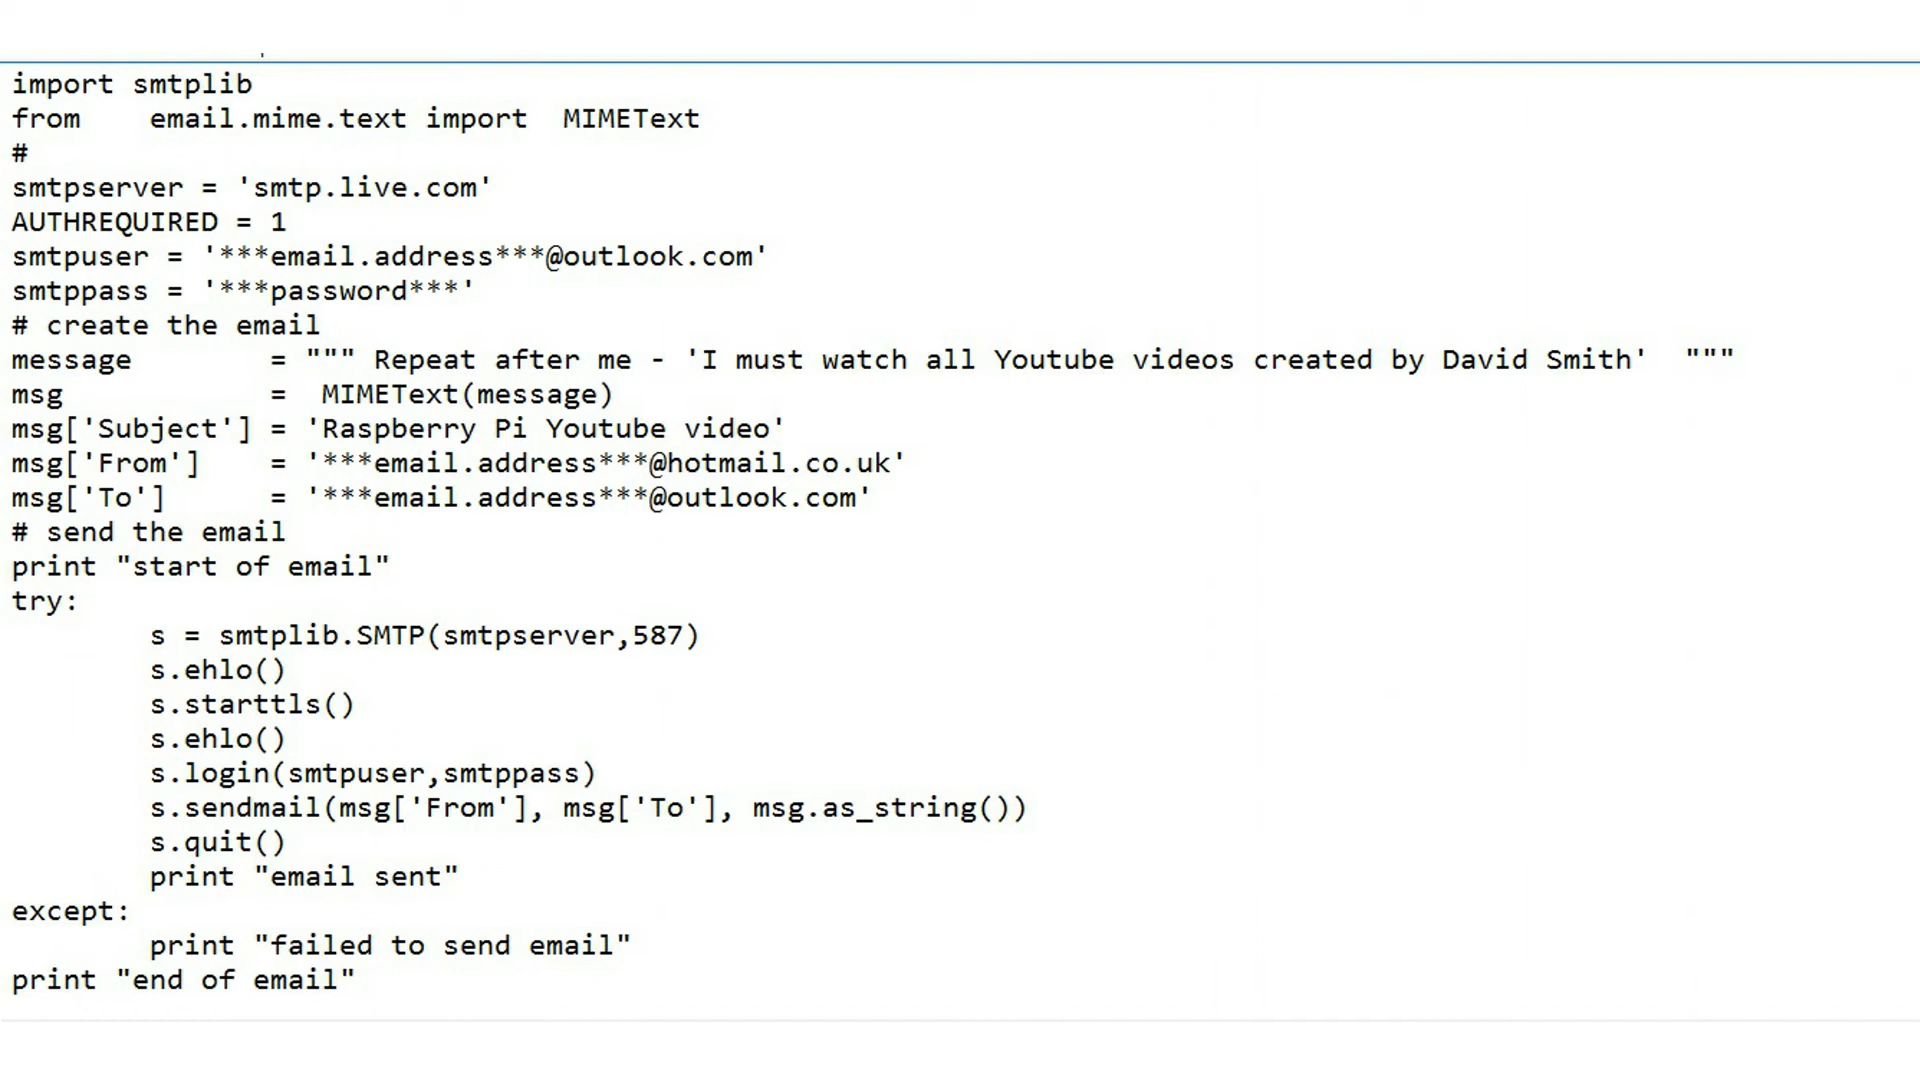 import smtplib
from    email.mime.text import  MIMEText
#
smtpserver = 'smtp.live.com'
AUTHREQUIRED = 1
smtpuser = '***email.address***@outlook.com'
smtppass = '***password***'
# create the email
message        = """ Repeat after me - 'I must watch all Youtube videos created by David Smith'  """
msg            =  MIMEText(message)
msg['Subject'] = 'Raspberry Pi Youtube video'
msg['From']    = '***email.address***@hotmail.co.uk'
msg['To']      = '***email.address***@outlook.com'
# send the email
print "start of email"
try:
        s = smtplib.SMTP(smtpserver,587)
        s.ehlo()
        s.starttls()
        s.ehlo()
        s.login(smtpuser,smtppass)
        s.sendmail(msg['From'], msg['To'], msg.as_string())
        s.quit()
        print "email sent"
except:
        print "failed to send email"
print "end of email"